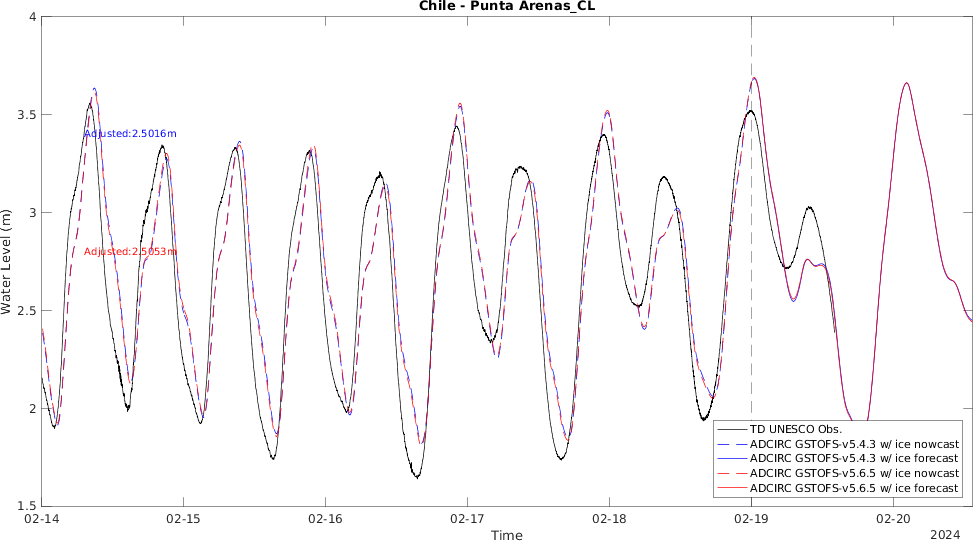 Chile - Punta Arenas_CL
4
3.5
3
2.5
2
1.5
Water Level (m)
Adjusted:2.5016m
Adjusted:2.5053m
TD UNESCO Obs.
ADCIRC GSTOFS-v5.4.3 w/ ice nowcast
ADCIRC GSTOFS-v5.4.3 w/ ice forecast
ADCIRC GSTOFS-v5.6.5 w/ ice nowcast
ADCIRC GSTOFS-v5.6.5 w/ ice forecast
02-14 02-15 02-16 02-17 02-18 02-19 02-20
Time
2024